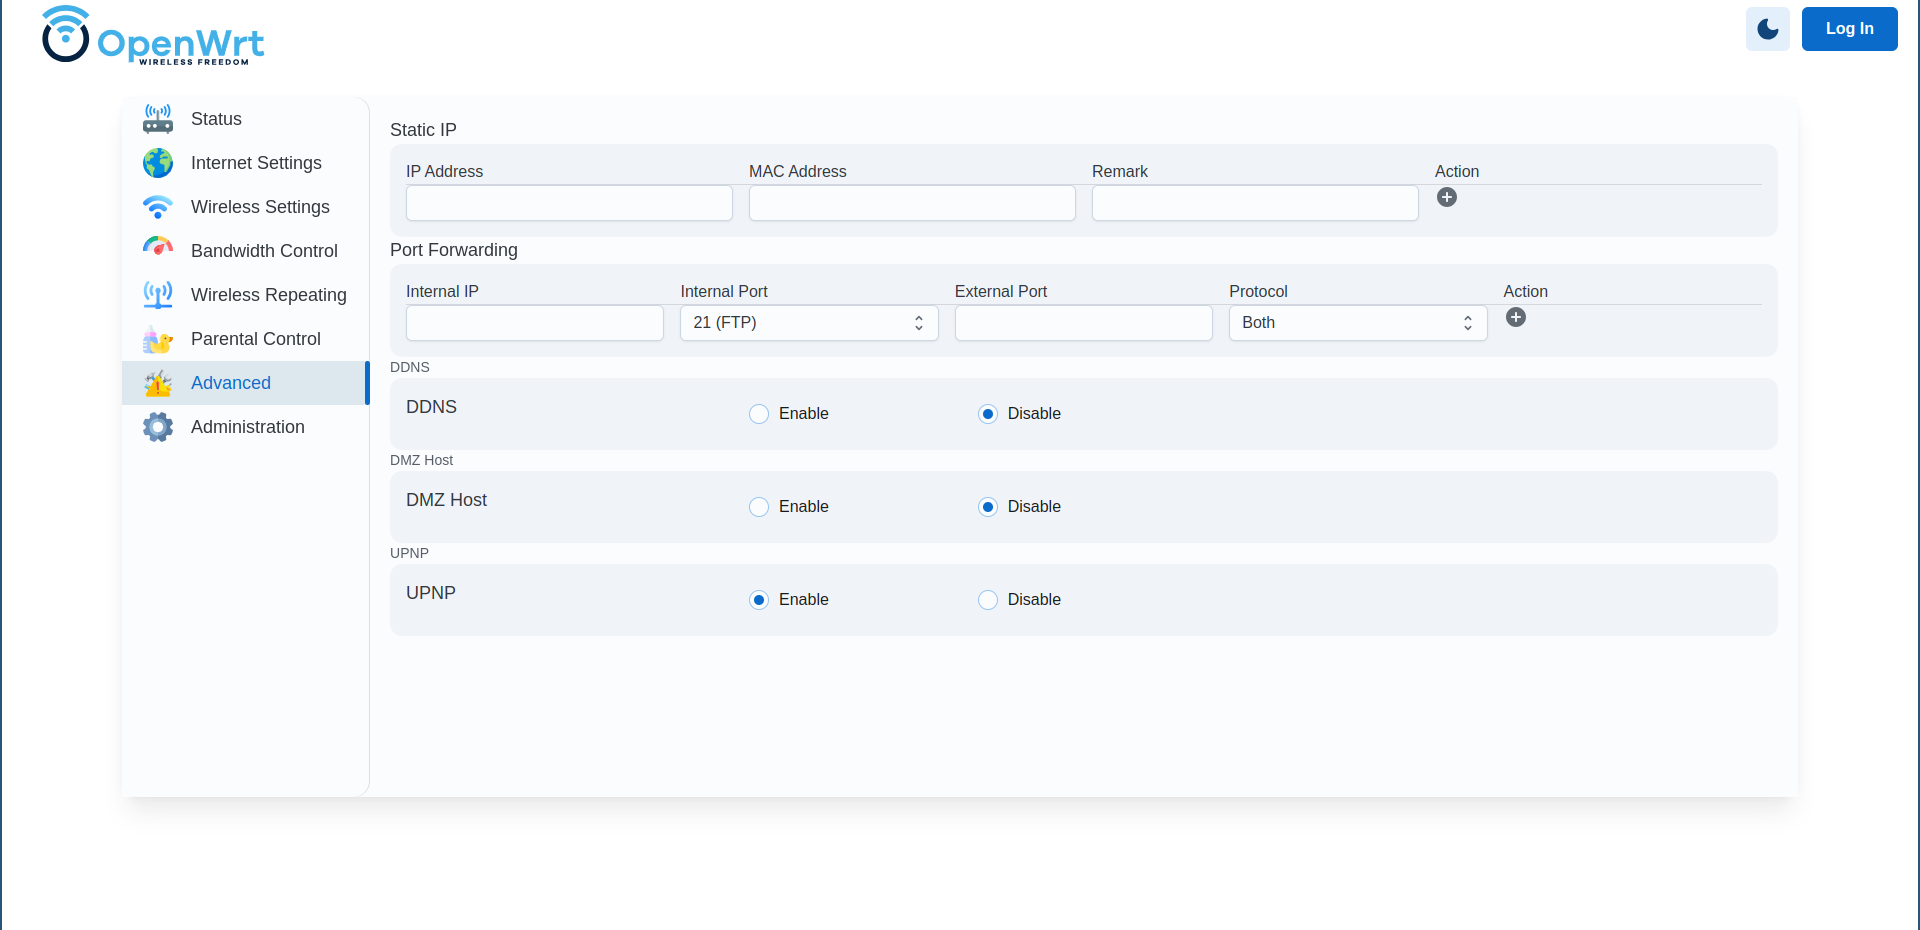 OpenWrt
WIRELESS FREEDOM
Log In
Status
Internet Settings
Wireless Settings
Bandwidth Control
Wireless Repeating
Parental Control
Advanced
Administration
Static IP
IP Address MAC Address Remark Action
Port Forwarding
Internal IP Internal Port External Port Protocol Action
21 (FTP) Both
DDNS
DDNS Enable Disable
DMZ Host
DMZ Host Enable Disable
UPNP
UPNP Enable Disable